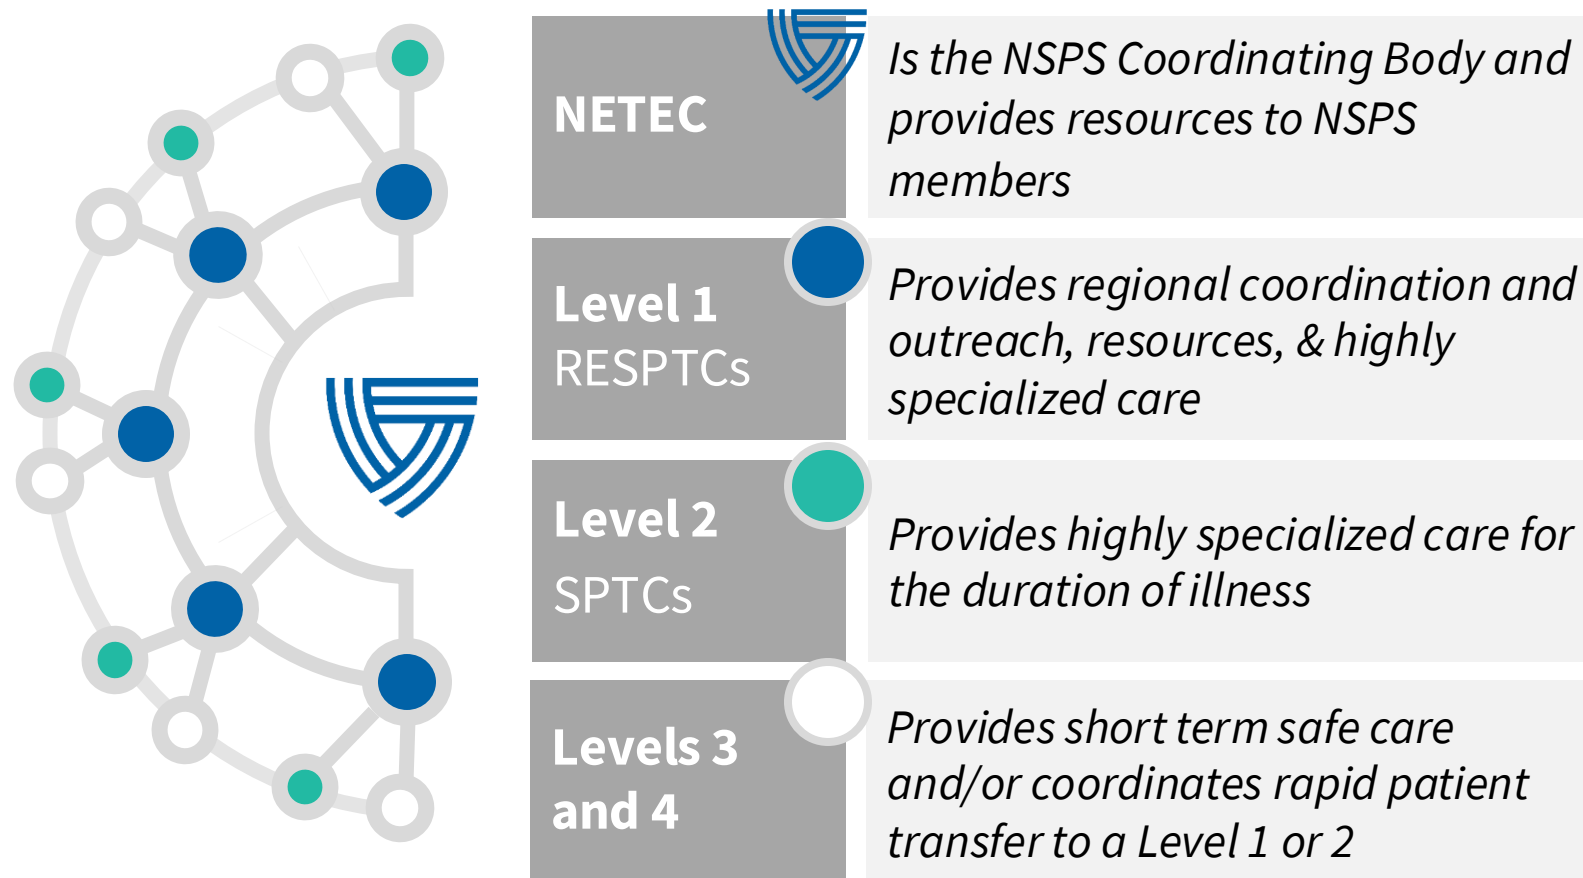 NETEC
Is the NSPS Coordinating Body and
provides resources to NSPS
members
Level 1
RESPTCs
Provides regional coordination and
outreach, resources, & highly
specialized care
Level 2
SPTCs
Provides highly specialized care for
the duration of illness
Levels 3
and 4
Provides short term safe care
and/or coordinates rapid patient
transfer to a Level 1 or 2